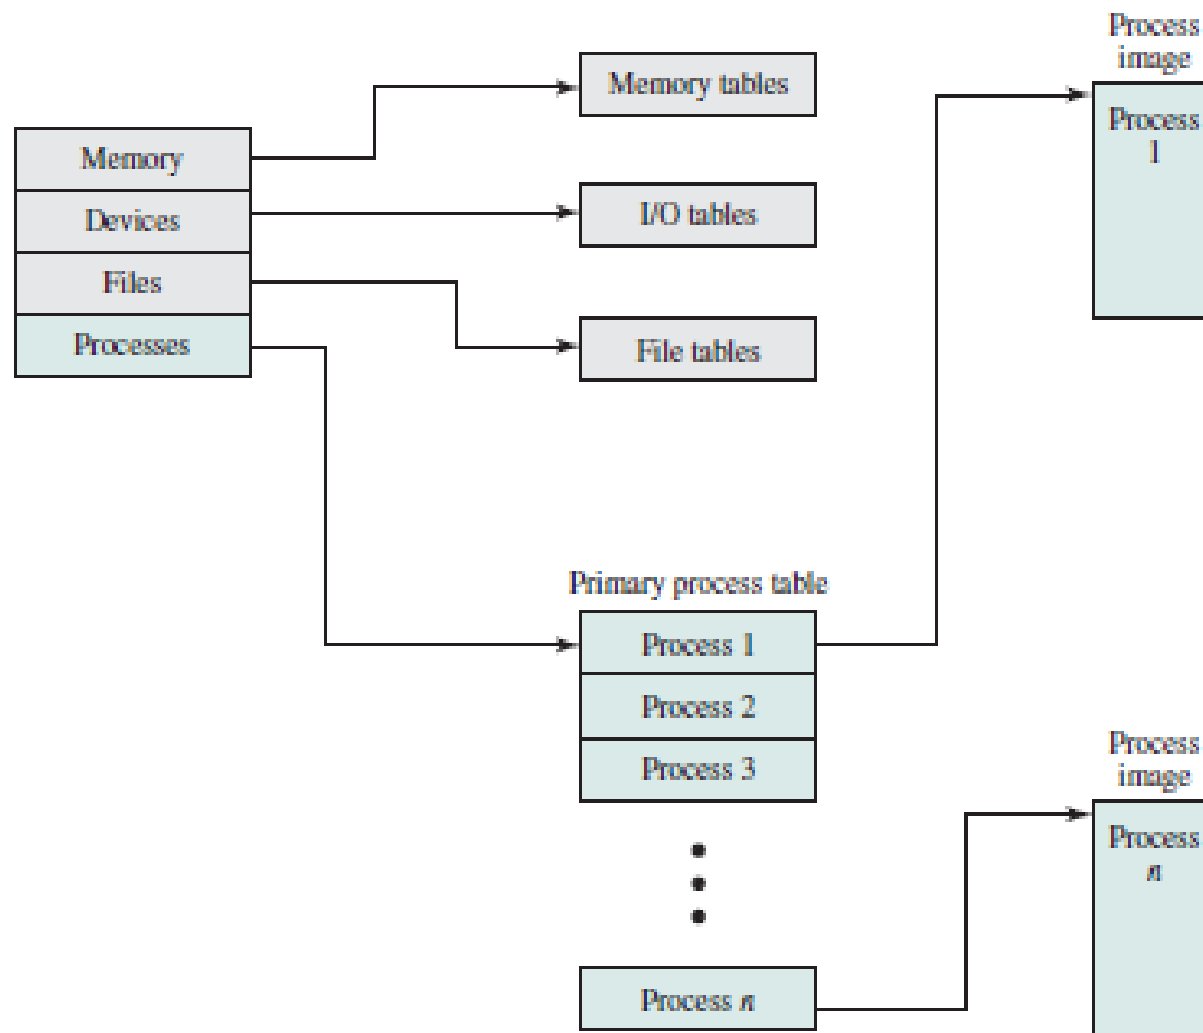 Memory
Devices
Files
Processes
Memory tables
I/O tables
File tables
Primary process table
Process 1
Process 2
Process 3
Process n
Process
image
Process
1
Process
image
Process
n